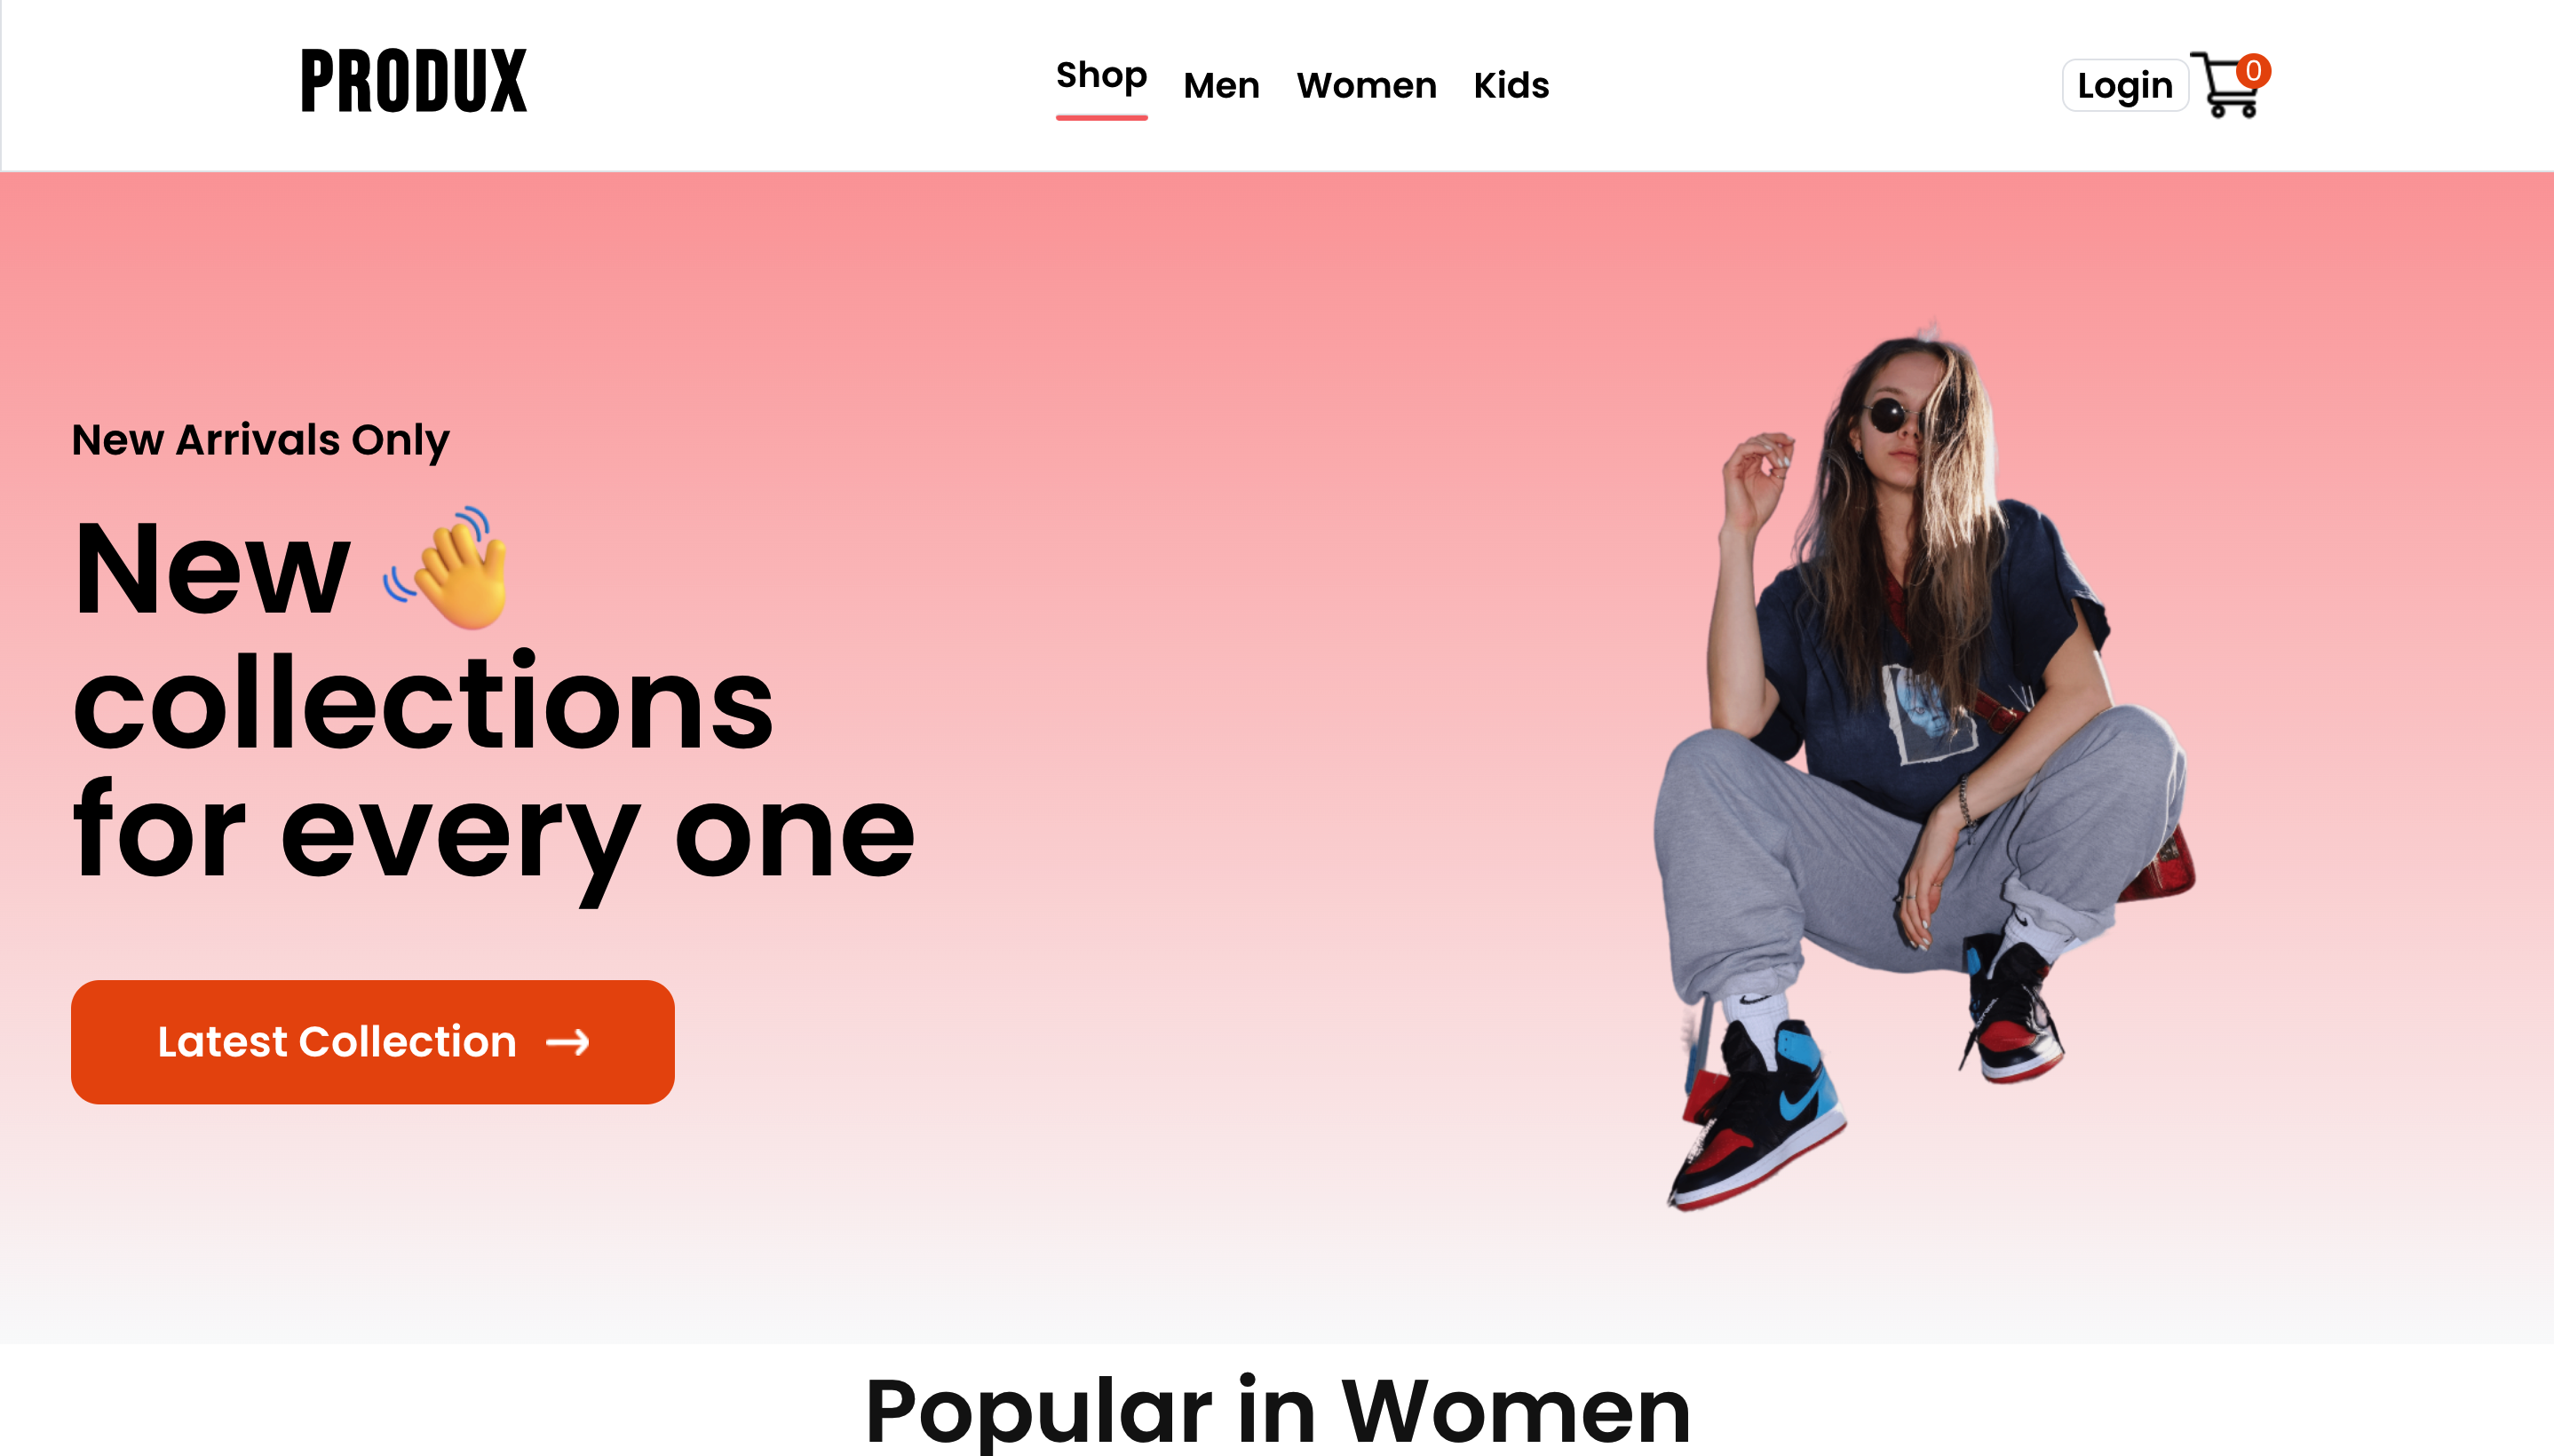 PRODUX
Shop Men Women Kids
Login 0
New Arrivals Only
New 👋
collections
for every one
Latest Collection →
Popular in Women